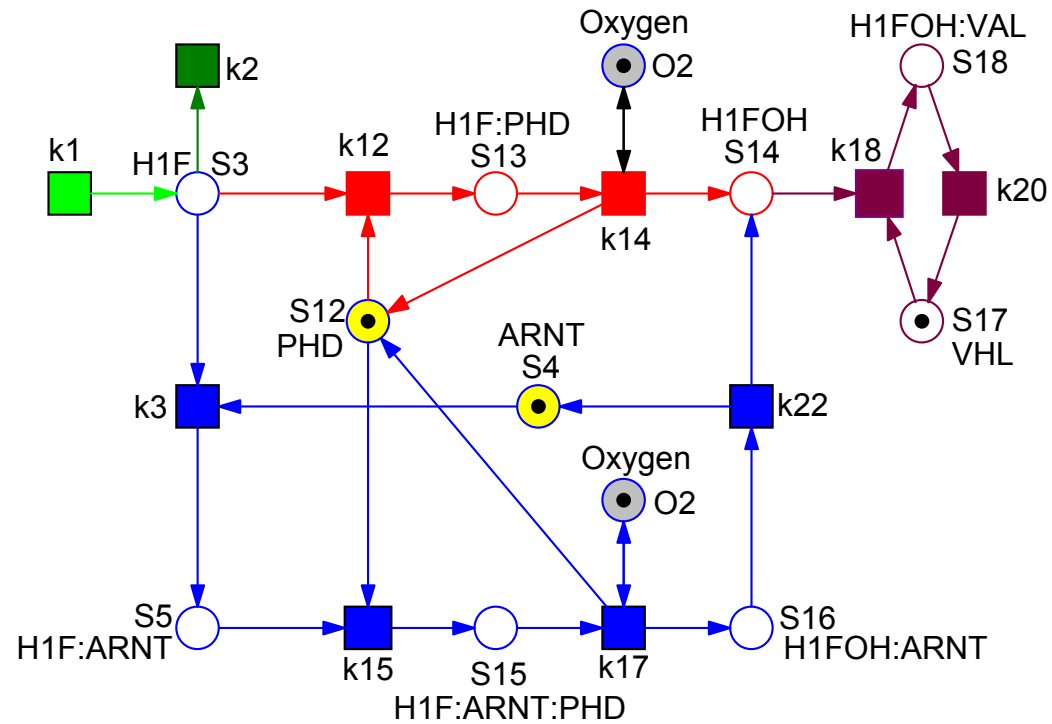 Oxygen
O2
k2
H1FOH:VAL
S18
k1
H1F S3
k12
H1F:PHD
S13
k14
H1FOH
S14
k18
k20
S12
PHD
S17
VHL
ARNT
S4
k3
k22
Oxygen
O2
S5
H1F:ARNT
k15
S15
H1F:ARNT:PHD
k17
S16
H1FOH:ARNT